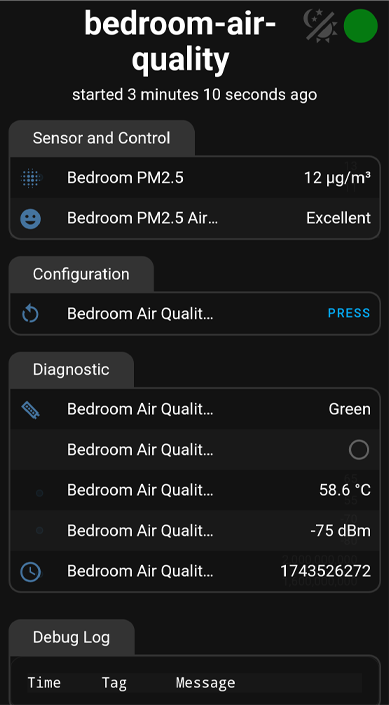 bedroom-air-
quality
started 3 minutes 10 seconds ago
Sensor and Control
Bedroom PM2.5 12 µg/m³
Bedroom PM2.5 Air... Excellent
Configuration
Bedroom Air Qualit... PRESS
Diagnostic
Bedroom Air Qualit... Green
Bedroom Air Qualit...
Bedroom Air Qualit... 58.6 °C
Bedroom Air Qualit... -75 dBm
Bedroom Air Qualit... 1743526272
Debug Log
Time Tag Message